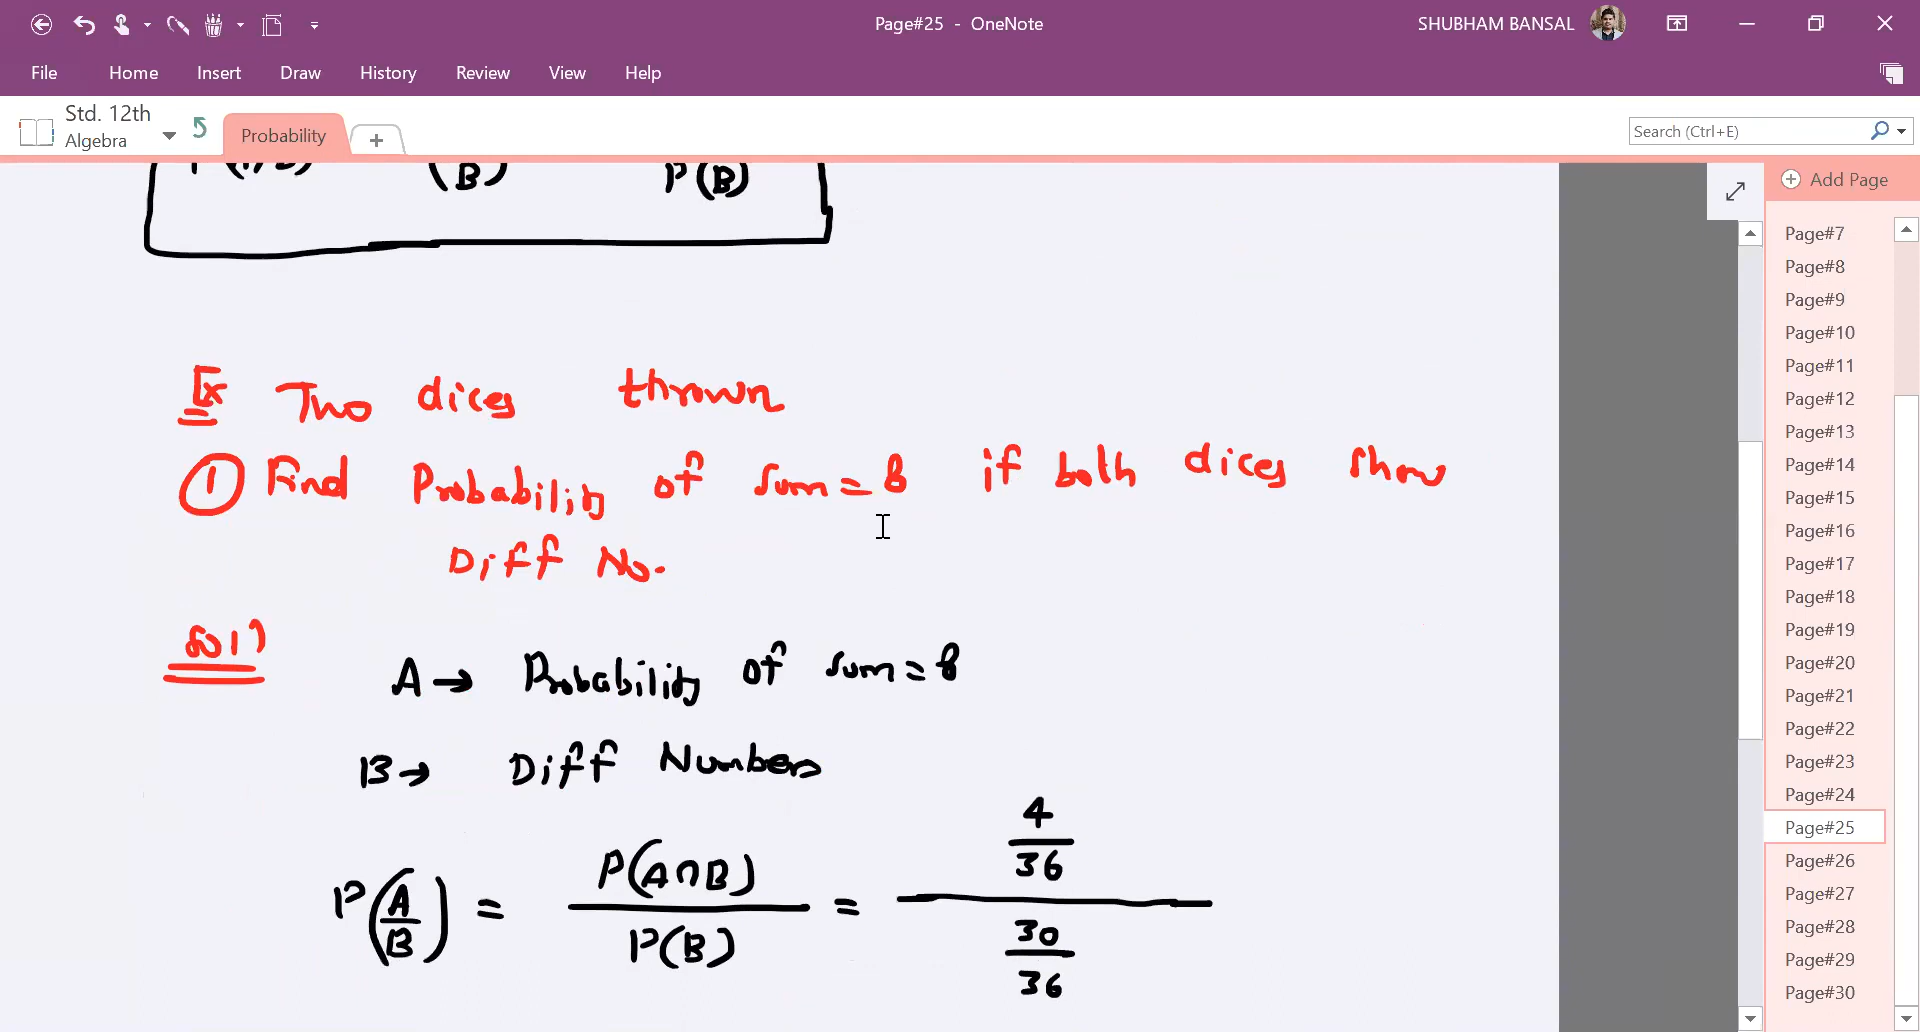 Page#25 - OneNote
SHUBHAM BANSAL
File Home Insert Draw History Review View Help
Std. 12th
Algebra
Probability
Search (Ctrl+E)
Add Page
(B)
P(B)
Ex Two dices thrown
① Find Probability of sum = 8 if both dices show
Diff No.
Sol'
A → Probability of sum = 8
B → Diff Numbers
P(A/B) = P(A∩B)/P(B) = (4/36)/(30/36)
Page#7
Page#8
Page#9
Page#10
Page#11
Page#12
Page#13
Page#14
Page#15
Page#16
Page#17
Page#18
Page#19
Page#20
Page#21
Page#22
Page#23
Page#24
Page#25
Page#26
Page#27
Page#28
Page#29
Page#30